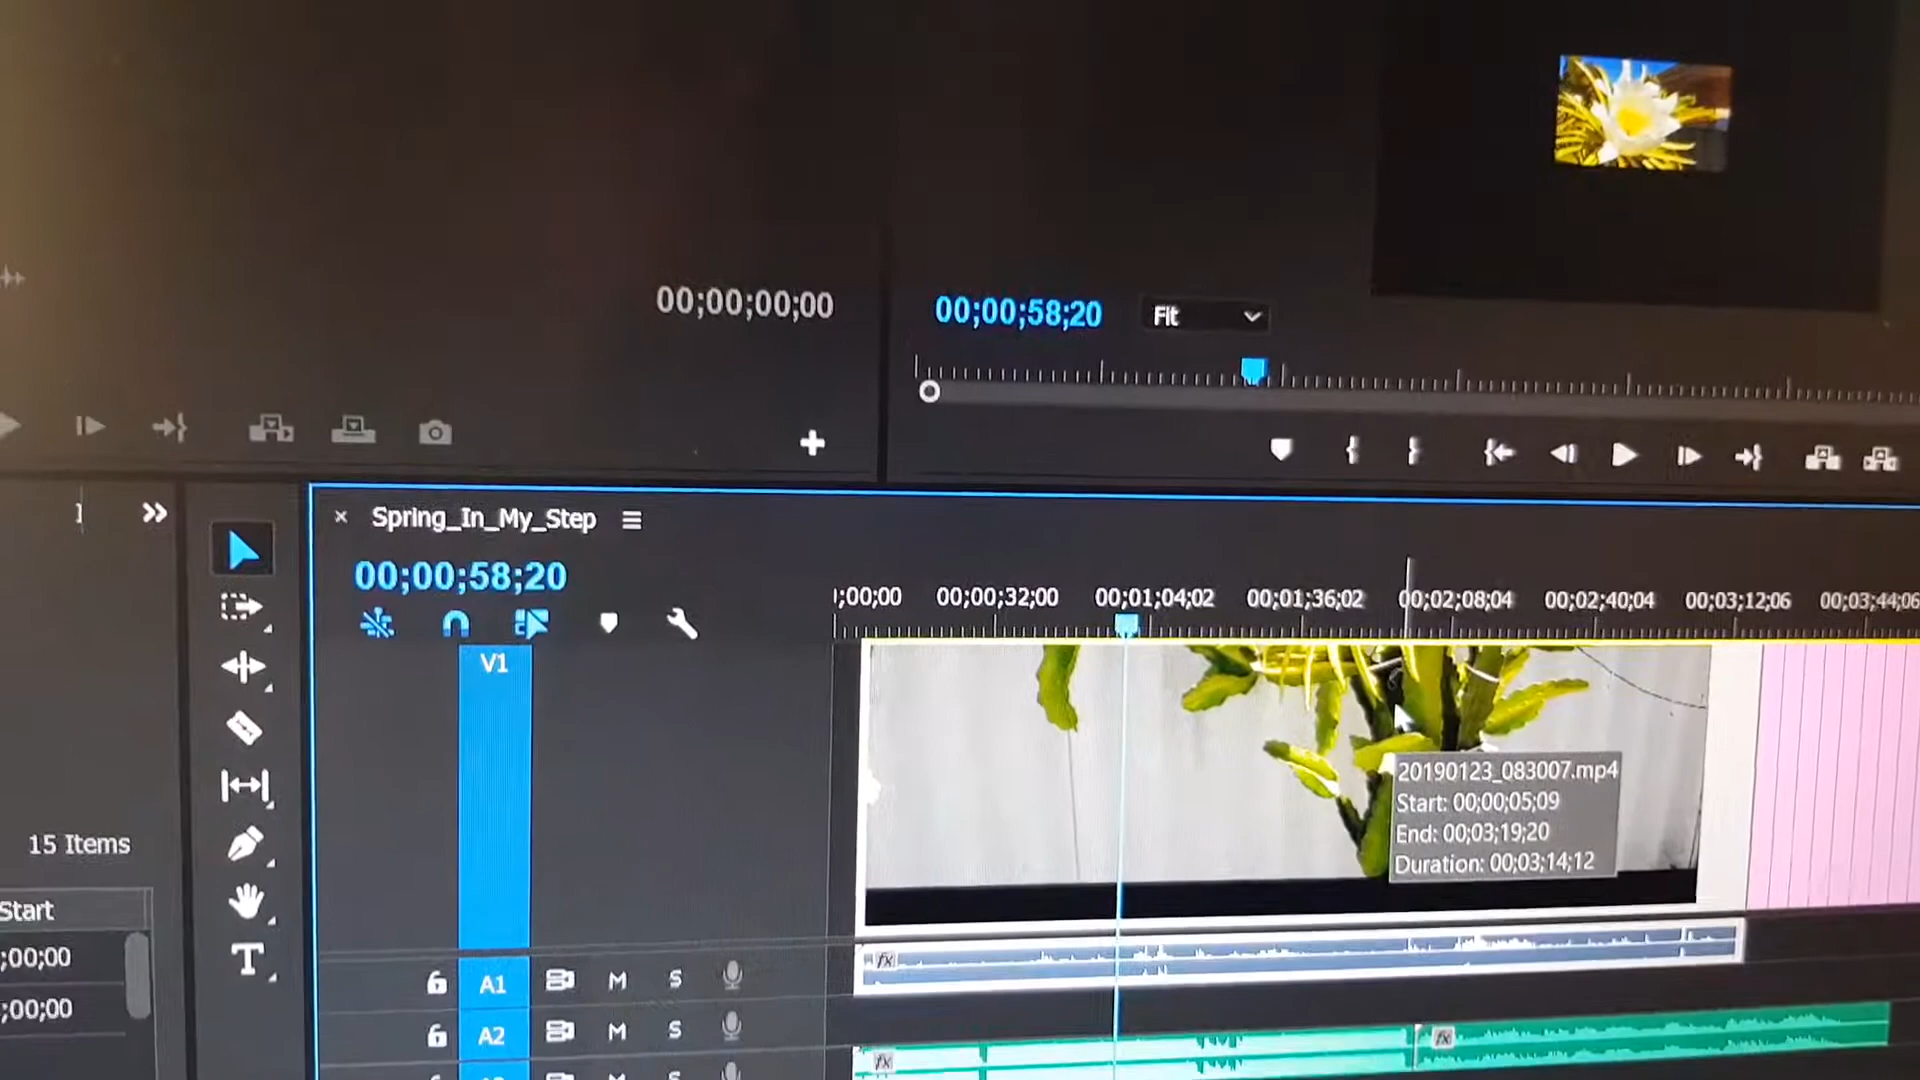 00;00;00;00
00;00;58;20
Fit
Spring_In_My_Step
00;00;58;20
;00;00
00;00;32;00
00;01;04;02
00;01;36;02
00;02;08;04
00;02;40;04
00;03;12;06
00;03;44;06
V1
20190123_083007.mp4
Start: 00;00;05;09
End: 00;03;19;20
Duration: 00;03;14;12
15 Items
Start
;00;00
;00;00
T
fx
A1 M S
A2 M S
fx
fx